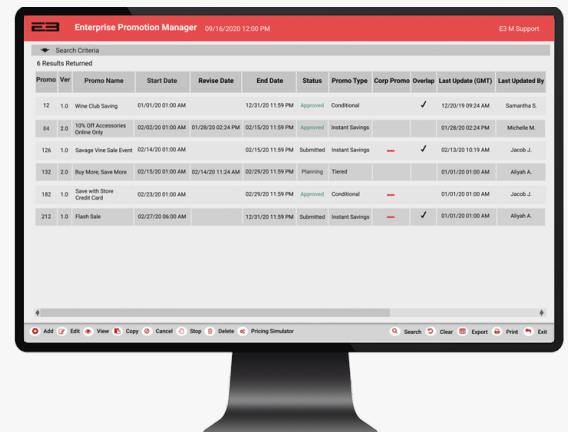 E3 Enterprise Promotion Manager 09/16/2020 12:00 PM E3 M Support
Search Criteria
6 Results Returned
Promo Ver Promo Name Start Date Revise Date End Date Status Promo Type Corp Promo Overlap Last Update (GMT) Last Updated By
12 1.0 Wine Club Saving 01/01/20 01:00 AM 12/31/20 11:59 PM Approved Conditional ✓ 12/20/19 09:24 AM Samantha S.
84 2.0 10% Off Accessories 02/02/20 01:00 AM 01/28/20 02:24 PM 02/15/20 11:59 PM Approved Instant Savings 01/28/20 02:24 PM Michelle M.
Online Only
126 1.0 Savage Vine Sale Event 02/14/20 01:00 AM 02/15/20 11:59 PM Submitted Instant Savings ✓ 02/13/20 10:19 AM Jacob J.
132 2.0 Buy More, Save More 02/15/20 01:00 AM 02/14/20 11:24 AM 02/29/20 11:59 PM Planning Tiered 01/01/20 01:00 AM Aliyah A.
182 1.0 Save with Store 02/23/20 01:00 AM 02/29/20 11:59 PM Approved Conditional 01/01/20 01:00 AM Jacob J.
Credit Card
212 1.0 Flash Sale 02/27/20 06:00 AM 12/31/20 11:59 PM Submitted Instant Savings ✓ 01/01/20 01:00 AM Aliyah A.
Add Edit View Copy Cancel Stop Delete Pricing Simulator Search Clear Export Print Exit